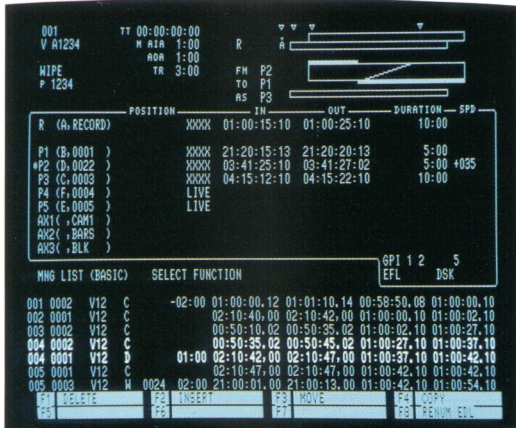 001 TT 00:00:00:00
V A1234 M AIA 1:00 R A
AOA 1:00
WIPE TR 3:00 FM P2
P 1234 TO P1
AS P3
POSITION IN OUT DURATION SPD
R (A,RECORD) XXXX 01:00:15:10 01:00:25:10 10:00
P1 (B,0001 ) XXXX 21:20:15:13 21:20:20:13 5:00
*P2 (D,0022 ) XXXX 03:41:25:10 03:41:27:02 5:00 +035
P3 (C,0003 ) XXXX 04:15:12:10 04:15:22:10 10:00
P4 (F,0004 ) LIVE
P5 (E,0005 ) LIVE
AX1( ,CAM1 )
AX2( ,BARS )
AX3( ,BLK )
GPI 1 2 5
MNG LIST (BASIC) SELECT FUNCTION EFL DSK
001 0002 V12 C -02:00 01:00:00.12 01:01:10.14 00:58:50.08 01:00:00.10
002 0001 V12 C 02:10:40.00 02:10:42.00 01:00:00.10 01:00:02.10
003 0002 V12 C 00:50:10.02 00:50:35.02 01:00:02.10 01:00:27.10
004 0002 V12 C 00:50:35.02 00:50:45.02 01:00:27.10 01:00:37.10
004 0001 V12 D 01:00 02:10:42.00 02:10:47.00 01:00:37.10 01:00:42.10
005 0001 V12 C 02:10:47.00 02:10:47.00 01:00:42.10 01:00:42.10
005 0003 V12 W 0024 02:00 21:00:01.00 21:00:13.00 01:00:42.10 01:00:54.10
F1 DELETE F2 INSERT F3 MOVE F4 COPY
F5 F6 F7 F8 RENUM EDL